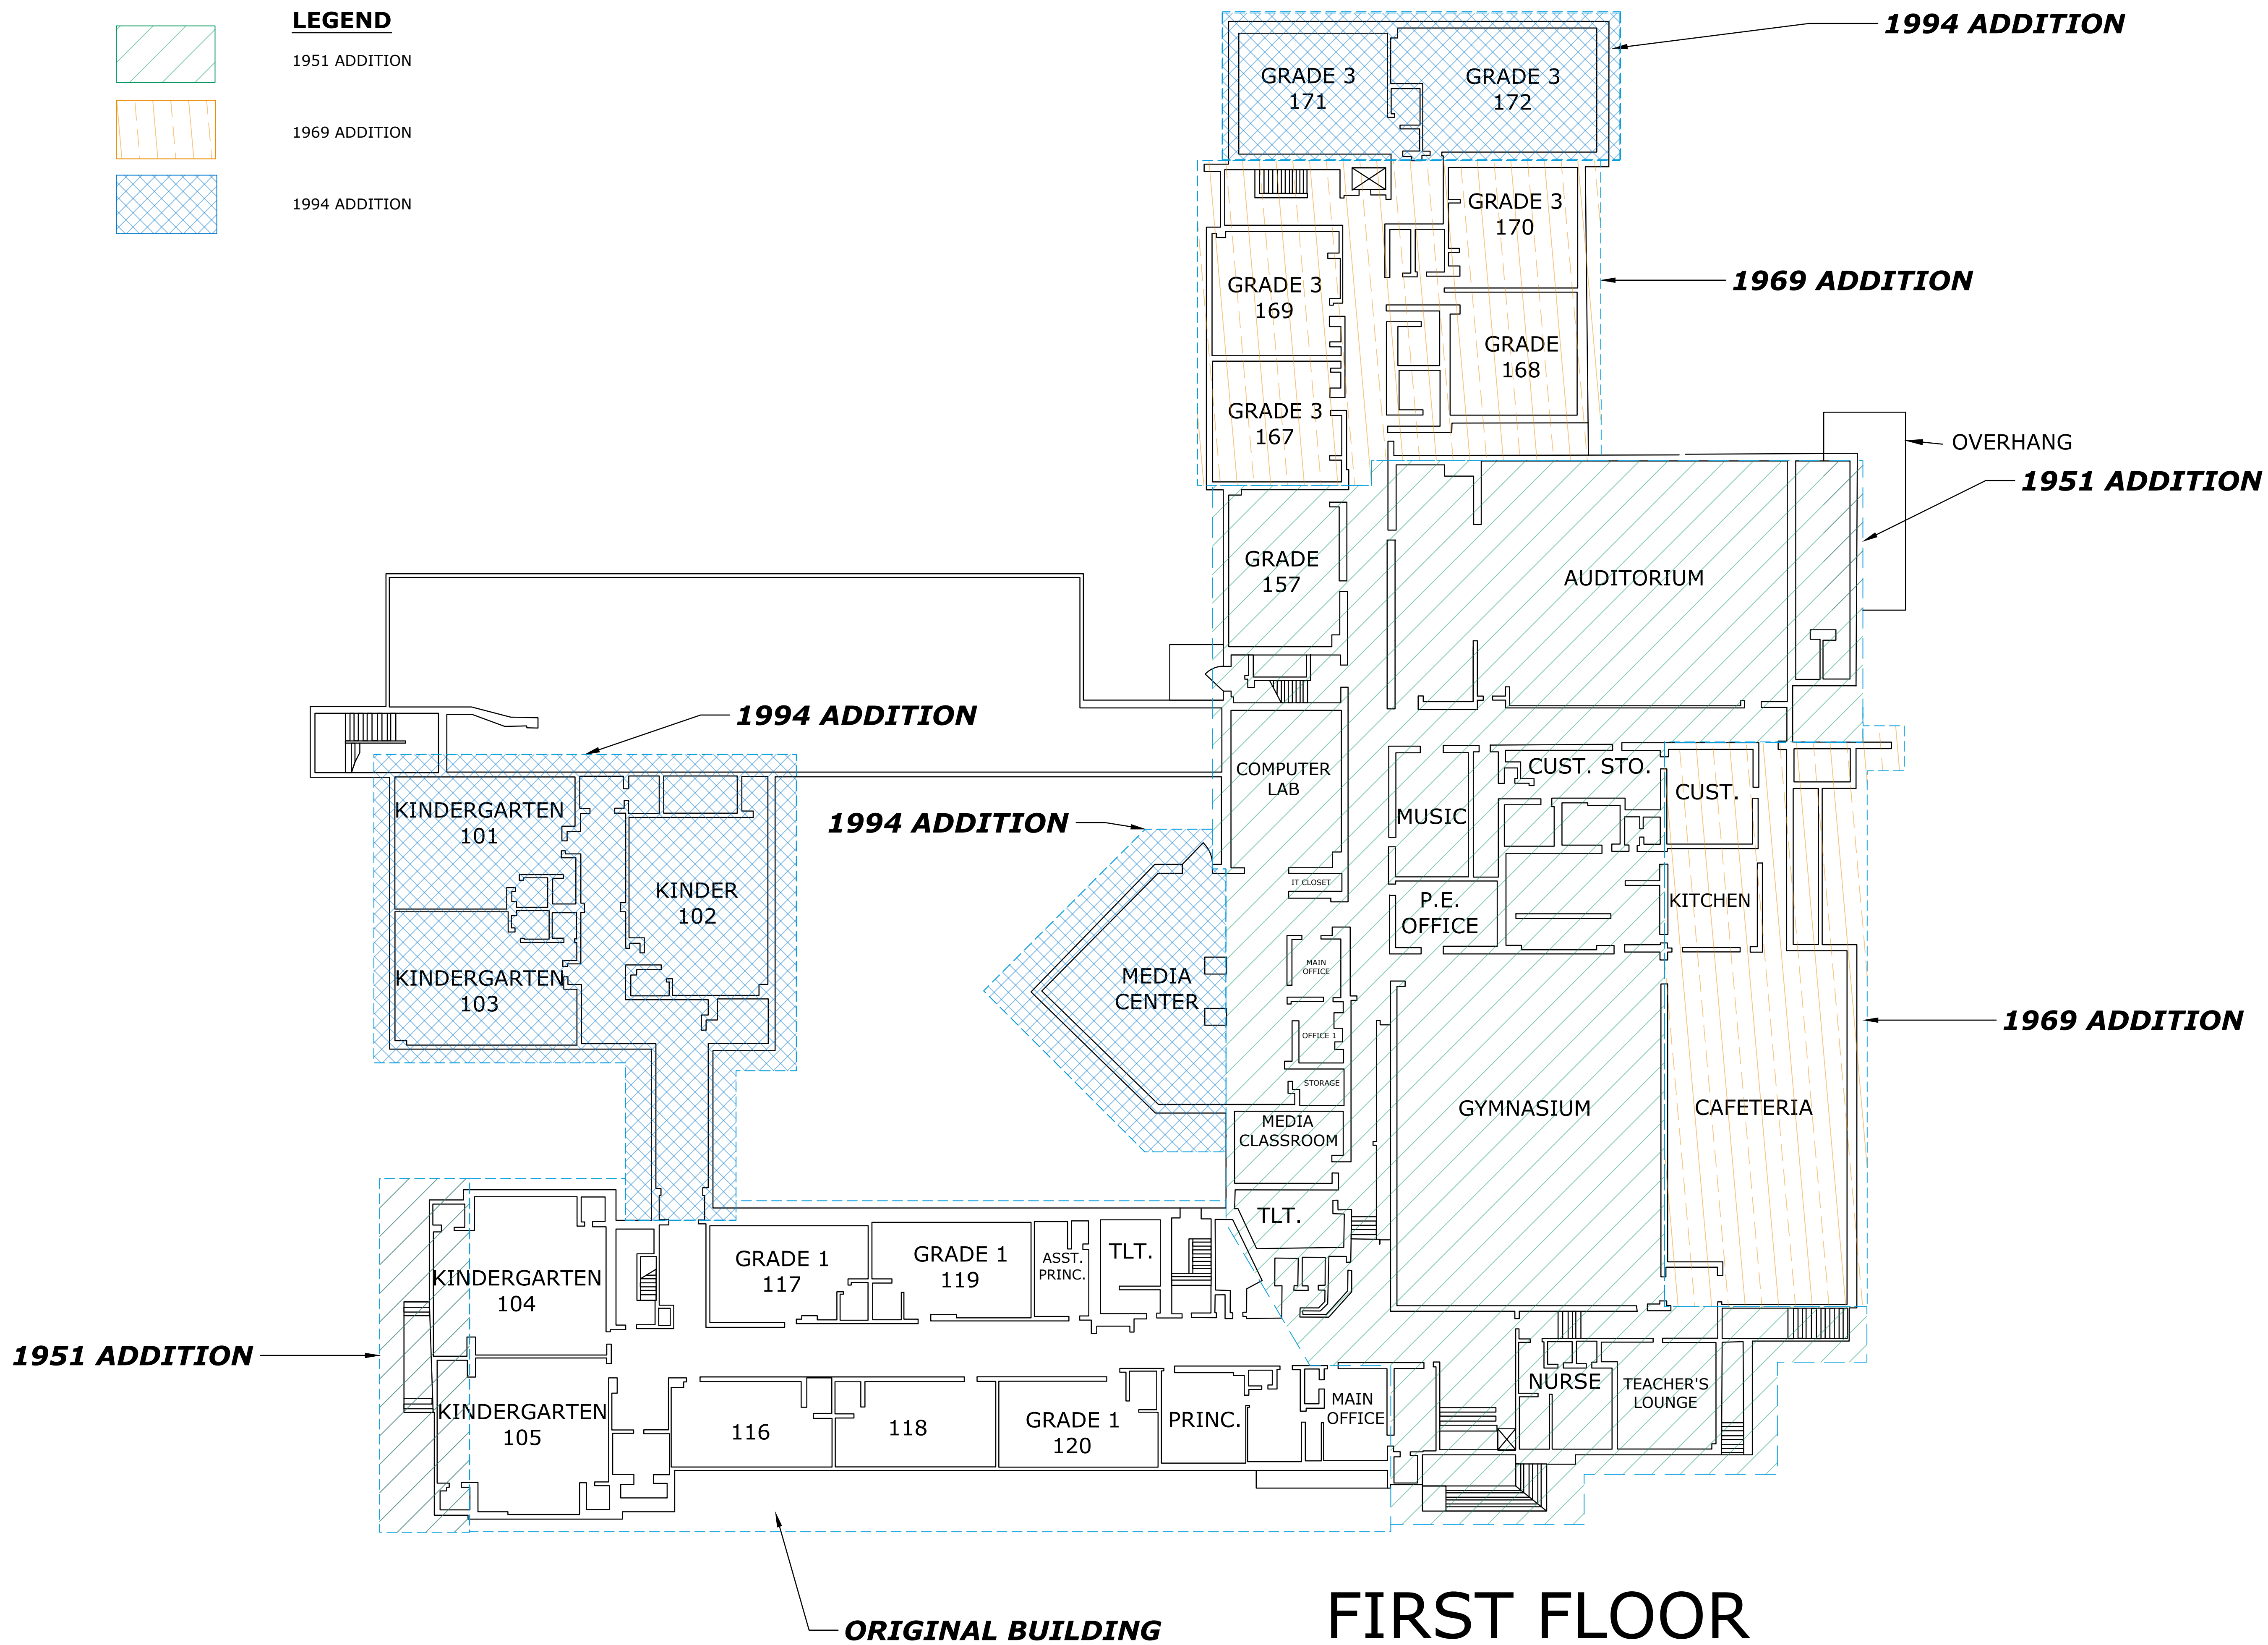 LEGEND
1951 ADDITION
1969 ADDITION
1994 ADDITION
1994 ADDITION
GRADE 3
171
GRADE 3
172
GRADE 3
170
1969 ADDITION
GRADE 3
169
GRADE
168
GRADE 3
167
OVERHANG
1951 ADDITION
GRADE
157
AUDITORIUM
1994 ADDITION
COMPUTER
LAB
CUST. STO.
CUST.
MUSIC
KINDERGARTEN
101
1994 ADDITION
KINDER
102
IT CLOSET
P.E.
OFFICE
KITCHEN
KINDERGARTEN
103
MEDIA
CENTER
MAIN
OFFICE
OFFICE 1
1969 ADDITION
STORAGE
GYMNASIUM
CAFETERIA
MEDIA
CLASSROOM
TLT.
KINDERGARTEN
104
GRADE 1
117
GRADE 1
119
ASST.
PRINC.
TLT.
1951 ADDITION
KINDERGARTEN
105
116
118
GRADE 1
120
PRINC.
MAIN
OFFICE
NURSE
TEACHER'S
LOUNGE
ORIGINAL BUILDING
FIRST FLOOR